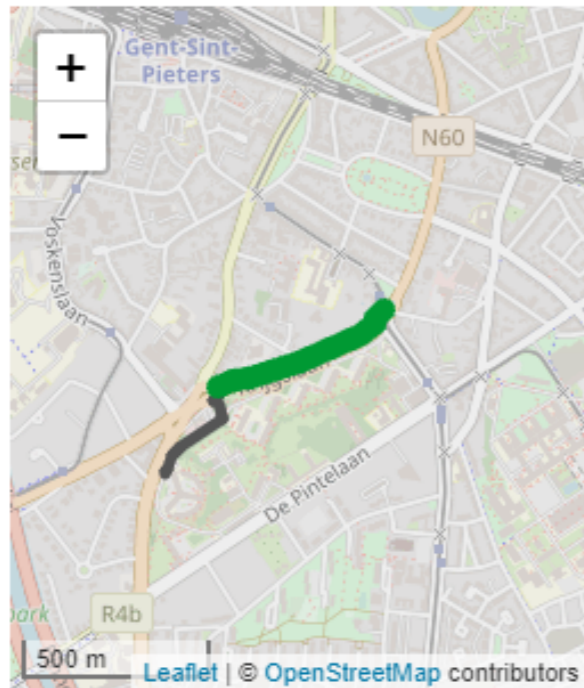 +
Gent-Sint-
Pieters
−
N60
Voskenslaan
De Pintelaan
R4b
500 m
Leaflet | © OpenStreetMap contributors